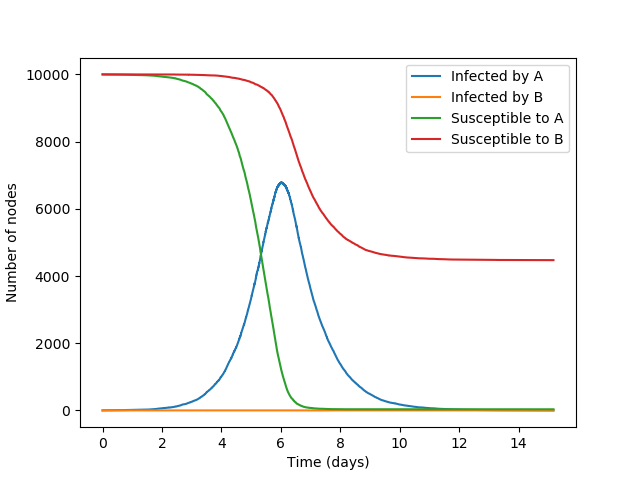 Infected by A
Infected by B
Susceptible to A
Susceptible to B
10000
8000
6000
4000
2000
0
Number of nodes
0 2 4 6 8 10 12 14
Time (days)